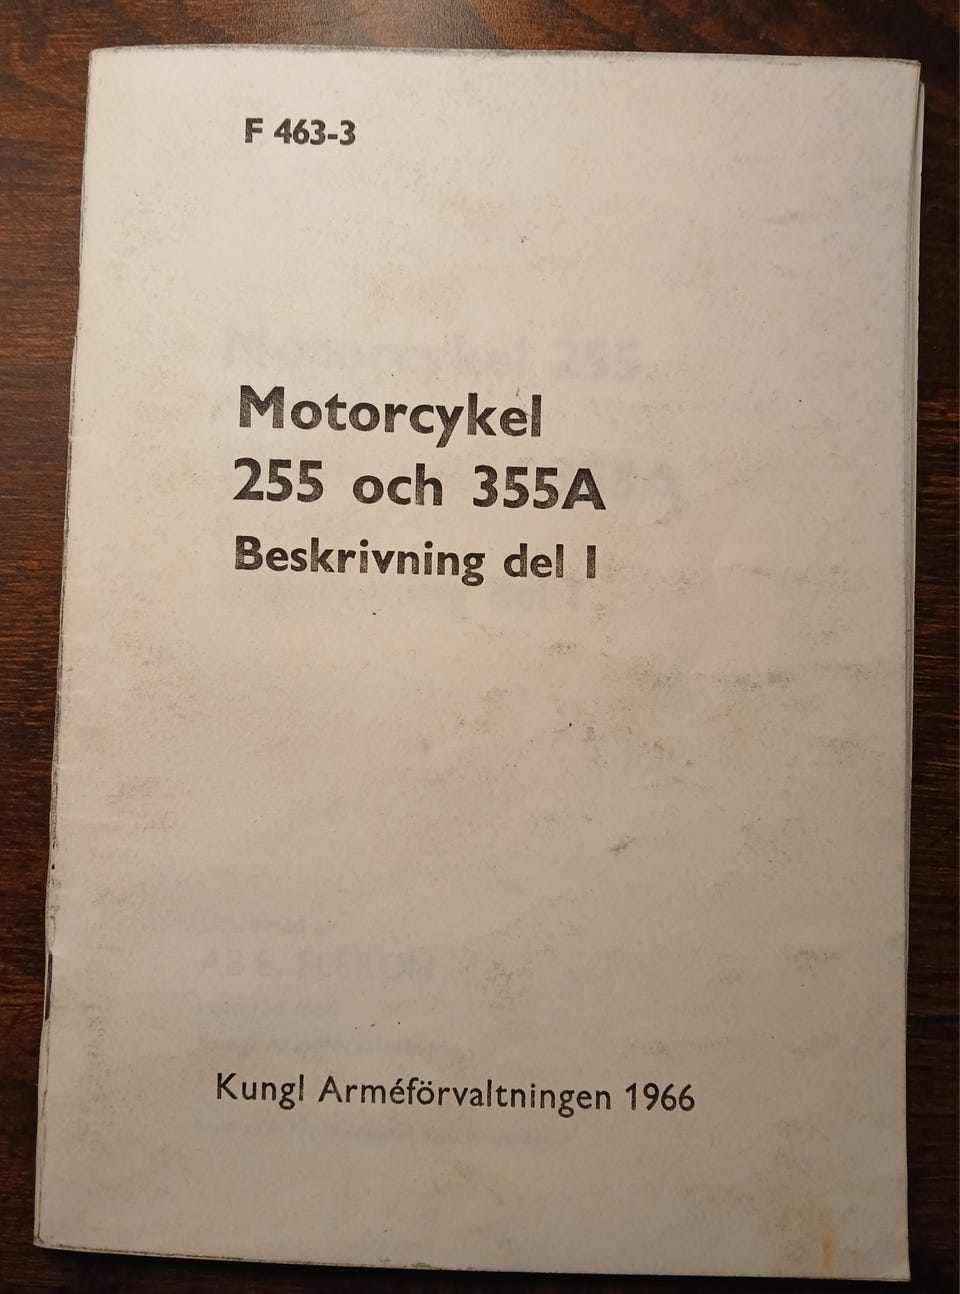 F 463-3
Motorcykel
255 och 355A
Beskrivning del I
Kungl Arméförvaltningen 1966